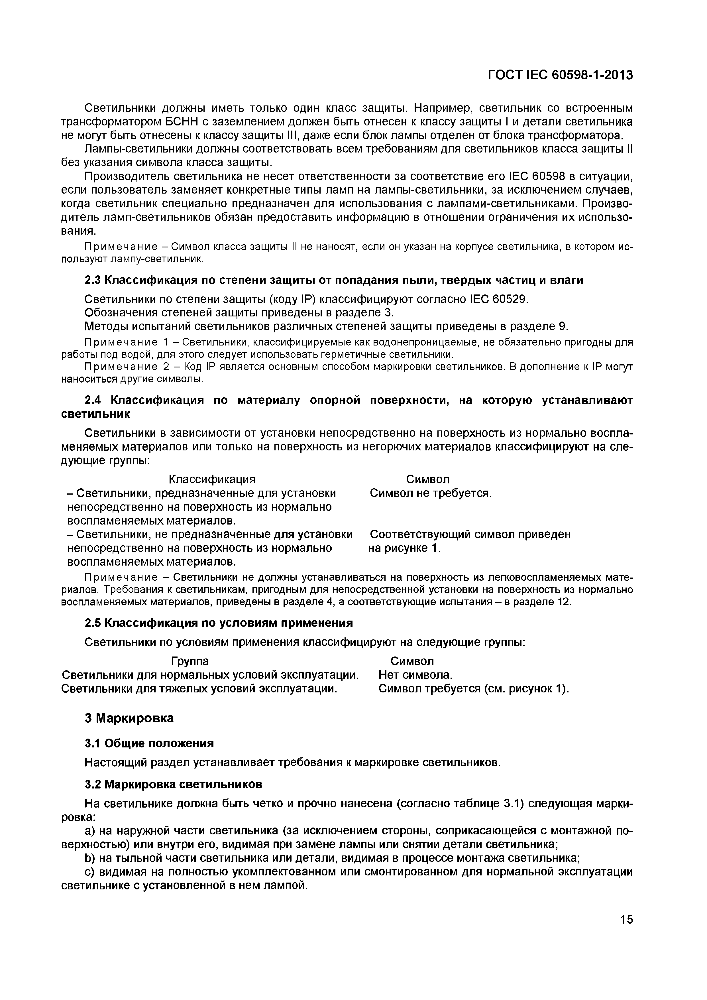 ГОСТ IEC 60598-1-2013
Светильники должны иметь только один класс защиты. Например, светильник со встроенным
трансформатором БСНН с заземлением должен быть отнесен к классу защиты I и детали светильника
не могут быть отнесены к классу защиты III, даже если блок лампы отделен от блока трансформатора.
Лампы-светильники должны соответствовать всем требованиям для светильников класса защиты II
без указания символа класса защиты.
Производитель светильника не несет ответственности за соответствие его IEC 60598 в ситуации,
если пользователь заменяет конкретные типы ламп на лампы-светильники, за исключением случаев,
когда светильник специально предназначен для использования с лампами-светильниками. Произво-
дитель ламп-светильников обязан предоставить информацию в отношении ограничения их использо-
вания.
Примечание – Символ класса защиты II не наносят, если он указан на корпусе светильника, в котором ис-
пользуют лампу-светильник.
2.3 Классификация по степени защиты от попадания пыли, твердых частиц и влаги
Светильники по степени защиты (коду IP) классифицируют согласно IEC 60529.
Обозначения степеней защиты приведены в разделе 3.
Методы испытаний светильников различных степеней защиты приведены в разделе 9.
Примечание 1 – Светильники, классифицируемые как водонепроницаемые, не обязательно пригодны для
работы под водой, для этого следует использовать герметичные светильники.
Примечание 2 – Код IP является основным способом маркировки светильников. В дополнение к IP могут
наноситься другие символы.
2.4 Классификация по материалу опорной поверхности, на которую устанавливают
светильник
Светильники в зависимости от установки непосредственно на поверхность из нормально воспла-
меняемых материалов или только на поверхность из негорючих материалов классифицируют на сле-
дующие группы:
Классификация Символ
– Светильники, предназначенные для установки Символ не требуется.
непосредственно на поверхность из нормально
воспламеняемых материалов.
– Светильники, не предназначенные для установки Соответствующий символ приведен
непосредственно на поверхность из нормально на рисунке 1.
воспламеняемых материалов.
Примечание – Светильники не должны устанавливаться на поверхность из легковоспламеняемых мате-
риалов. Требования к светильникам, пригодным для непосредственной установки на поверхность из нормально
воспламеняемых материалов, приведены в разделе 4, а соответствующие испытания – в разделе 12.
2.5 Классификация по условиям применения
Светильники по условиям применения классифицируют на следующие группы:
Группа Символ
Светильники для нормальных условий эксплуатации. Нет символа.
Светильники для тяжелых условий эксплуатации. Символ требуется (см. рисунок 1).
3 Маркировка
3.1 Общие положения
Настоящий раздел устанавливает требования к маркировке светильников.
3.2 Маркировка светильников
На светильнике должна быть четко и прочно нанесена (согласно таблице 3.1) следующая марки-
ровка:
a) на наружной части светильника (за исключением стороны, соприкасающейся с монтажной по-
верхностью) или внутри его, видимая при замене лампы или снятии детали светильника;
b) на тыльной части светильника или детали, видимая в процессе монтажа светильника;
c) видимая на полностью укомплектованном или смонтированном для нормальной эксплуатации
светильнике с установленной в нем лампой.
15